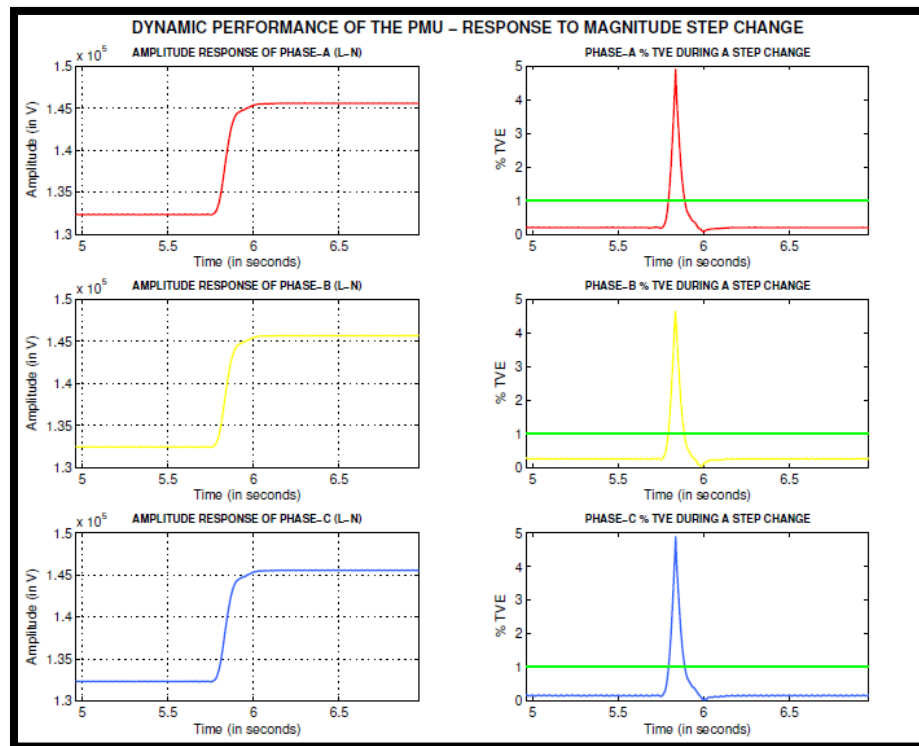 DYNAMIC PERFORMANCE OF THE PMU – RESPONSE TO MAGNITUDE STEP CHANGE
AMPLITUDE RESPONSE OF PHASE–A (L–N)
x 10^5
1.5
1.45
1.4
1.35
1.3
Amplitude (in V)
5 5.5 6 6.5
Time (in seconds)
PHASE–A % TVE DURING A STEP CHANGE
5
4
3
2
1
0
% TVE
5 5.5 6 6.5
Time (in seconds)
AMPLITUDE RESPONSE OF PHASE–B (L–N)
x 10^5
1.5
1.45
1.4
1.35
1.3
Amplitude (in V)
5 5.5 6 6.5
Time (in seconds)
PHASE–B % TVE DURING A STEP CHANGE
5
4
3
2
1
0
% TVE
5 5.5 6 6.5
Time (in seconds)
AMPLITUDE RESPONSE OF PHASE–C (L–N)
x 10^5
1.5
1.45
1.4
1.35
1.3
Amplitude (in V)
5 5.5 6 6.5
Time (in seconds)
PHASE–C % TVE DURING A STEP CHANGE
5
4
3
2
1
0
% TVE
5 5.5 6 6.5
Time (in seconds)